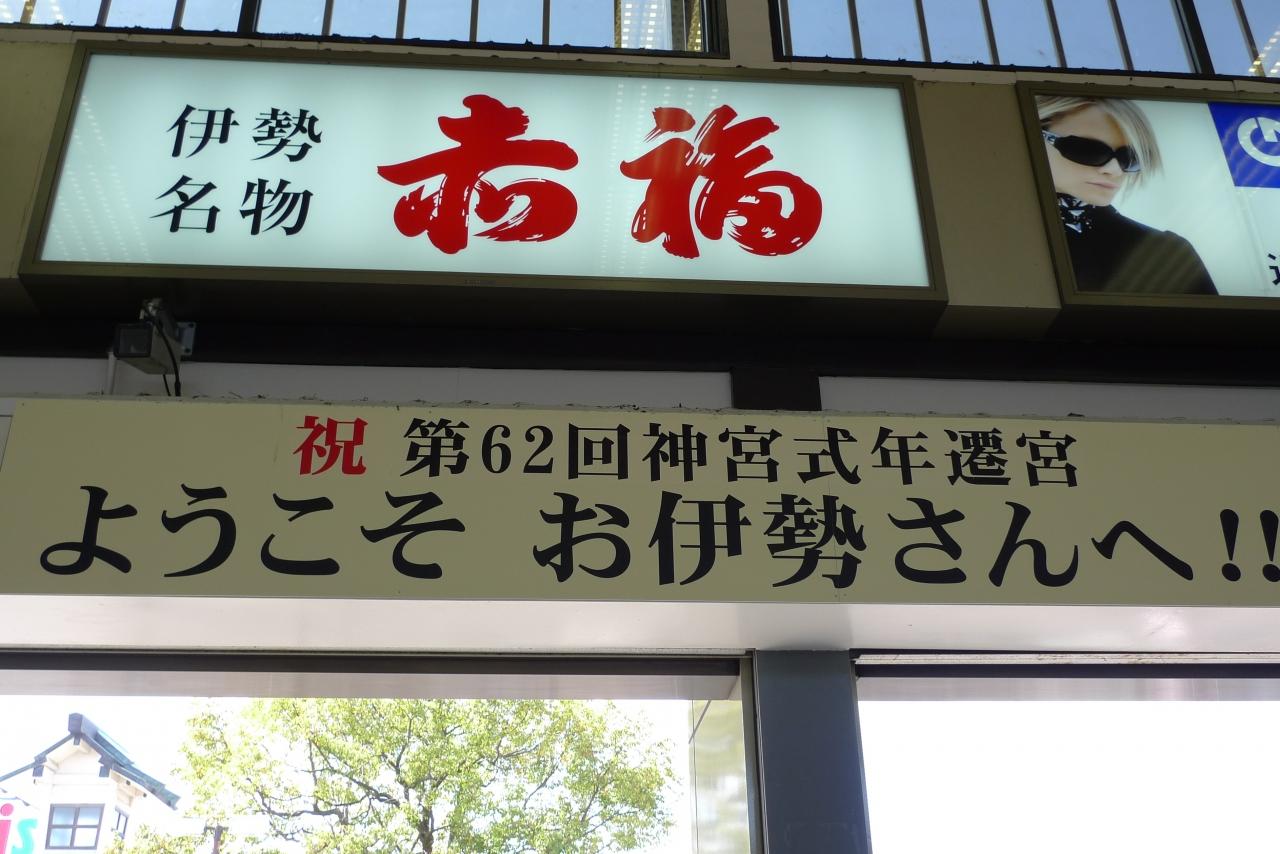 伊勢
名物
赤福
祝 第62回神宮式年遷宮
ようこそ お伊勢さんへ!!
is